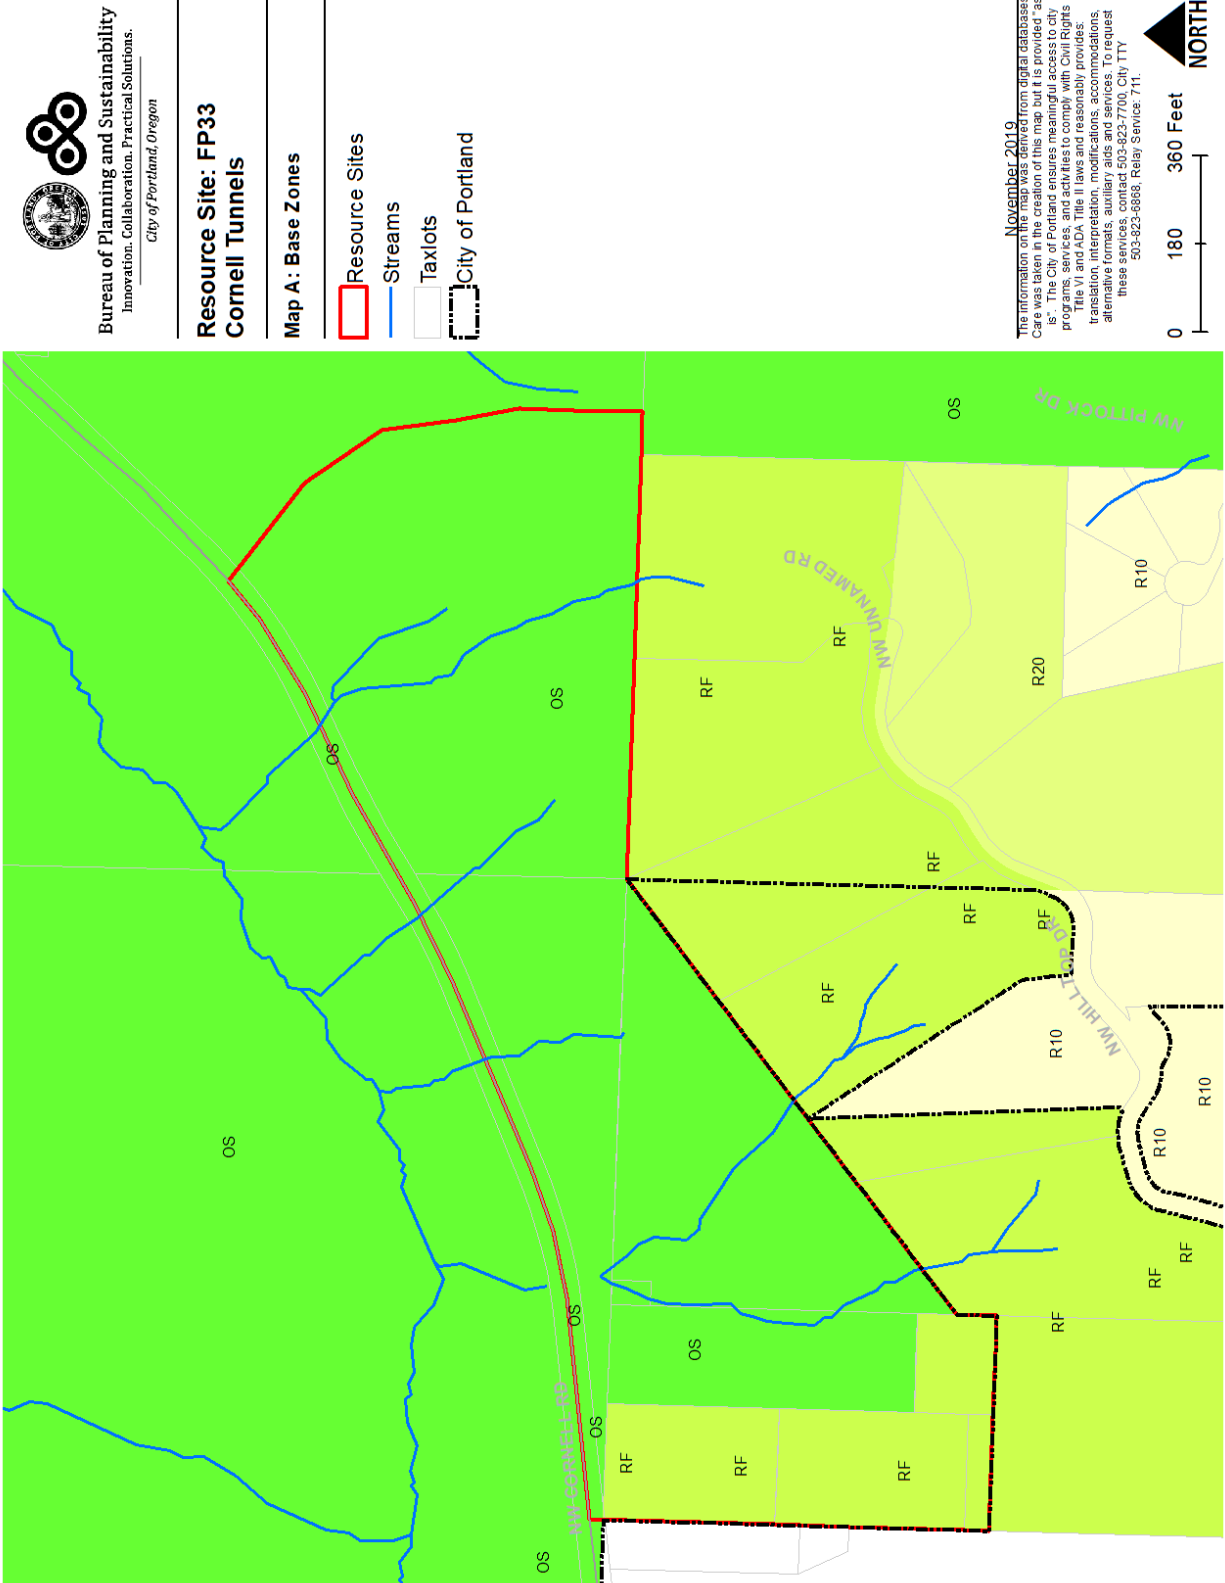 Bureau of Planning and Sustainability
Innovation. Collaboration. Practical Solutions.
City of Portland, Oregon
Resource Site: FP33
Cornell Tunnels
Map A: Base Zones
Resource Sites
Streams
Taxlots
City of Portland
November 2019
The information on the map was derived from digital databases
Care was taken in the creation of this map but it is provided "as
is". The City of Portland ensures meaningful access to city
programs, services, and activities to comply with Civil Rights
Title VI and ADA Title II laws and reasonably provides:
translation, interpretation, modifications, accommodations,
alternative formats, auxiliary aids and services. To request
these services, contact 503-823-7700, City TTY
503-823-6868, Relay Service: 711.
0 180 360 Feet
NORTH
OS
OS
OS
OS
OS
OS
OS
OS
NW CORNELL RD
NW PITTOCK DR
NW UNNAMED RD
NW HILL TOP DR
RF
RF
RF
RF
RF
RF
RF
RF
RF
RF
RF
RF
R20
R10
R10
R10
R10